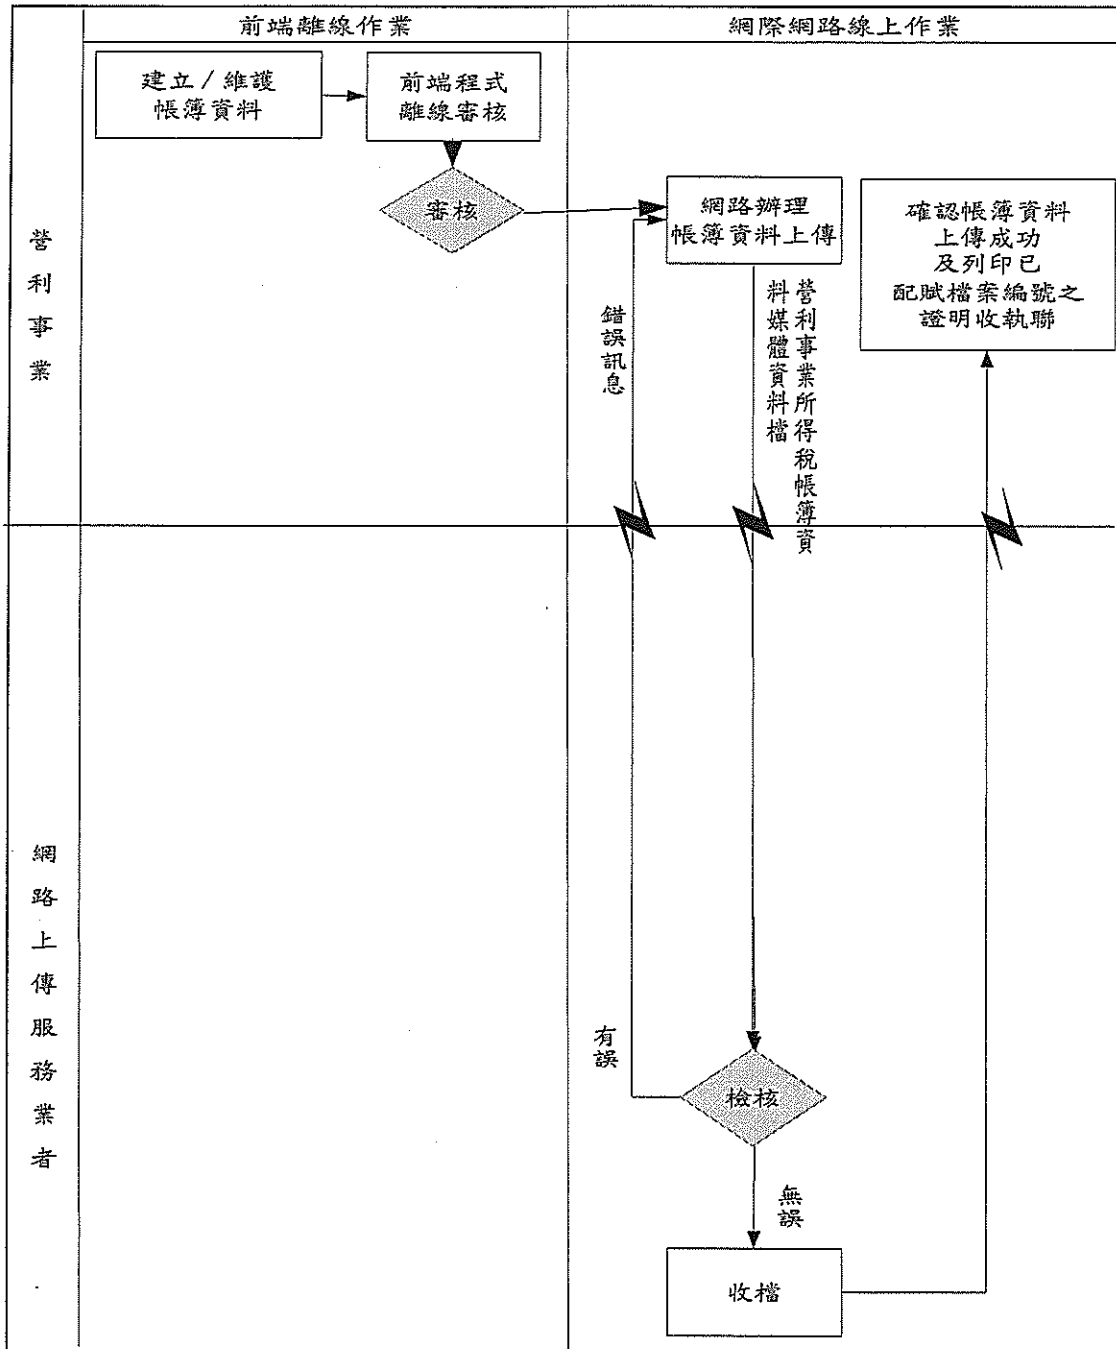 前端離線作業
網際網路線上作業
營利事業
建立/維護
帳簿資料
前端程式
離線審核
審核
網路辦理
帳簿資料上傳
確認帳簿資料
上傳成功
及列印已
配賦檔案編號之
證明收執聯
錯誤訊息
營利事業所得稅帳簿資
料媒體資料檔
網路上傳服務業者
有誤
檢核
無誤
收檔